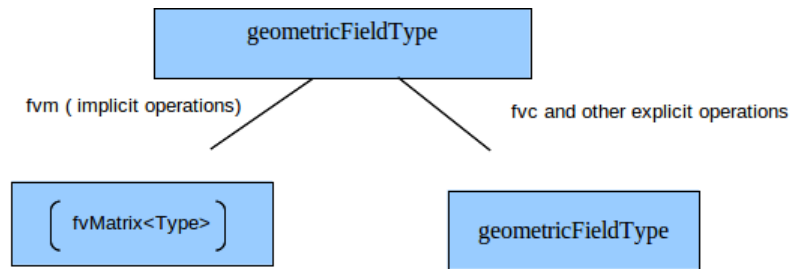 geometricFieldType
fvm ( implicit operations)
fvc and other explicit operations
fvMatrix<Type>
geometricFieldType